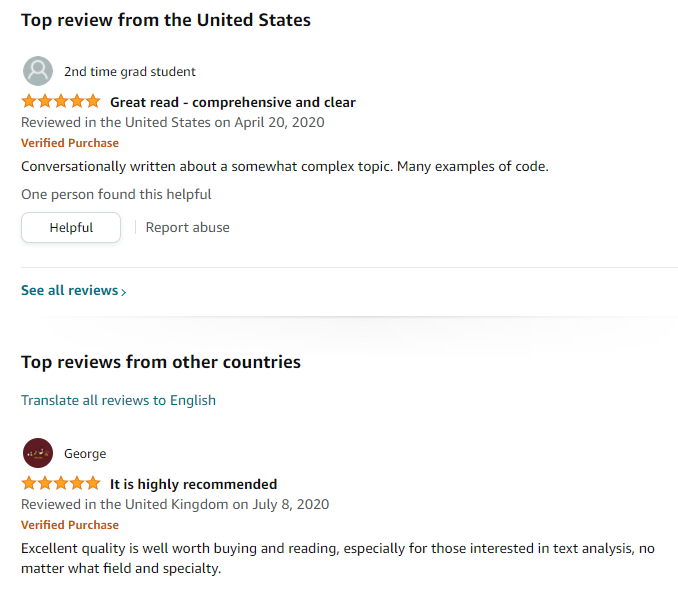 Top review from the United States
2nd time grad student
Great read - comprehensive and clear
Reviewed in the United States on April 20, 2020
Verified Purchase
Conversationally written about a somewhat complex topic. Many examples of code.
One person found this helpful
Helpful | Report abuse
See all reviews ›
Top reviews from other countries
Translate all reviews to English
George
It is highly recommended
Reviewed in the United Kingdom on July 8, 2020
Verified Purchase
Excellent quality is well worth buying and reading, especially for those interested in text analysis, no
matter what field and specialty.